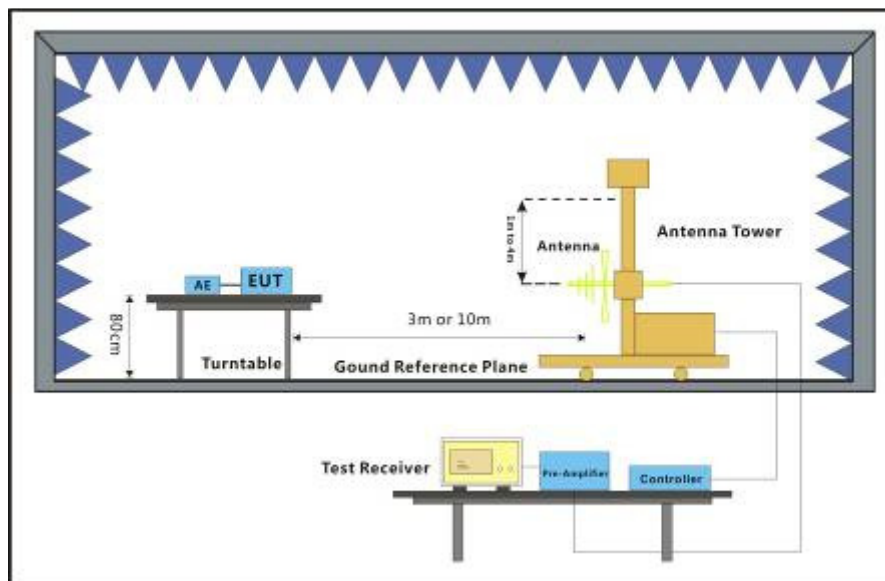 1m to 4m
Antenna
Antenna Tower
AE
EUT
80cm
3m or 10m
Turntable
Gound Reference Plane
Test Receiver
Pre-Amplifier
Controller